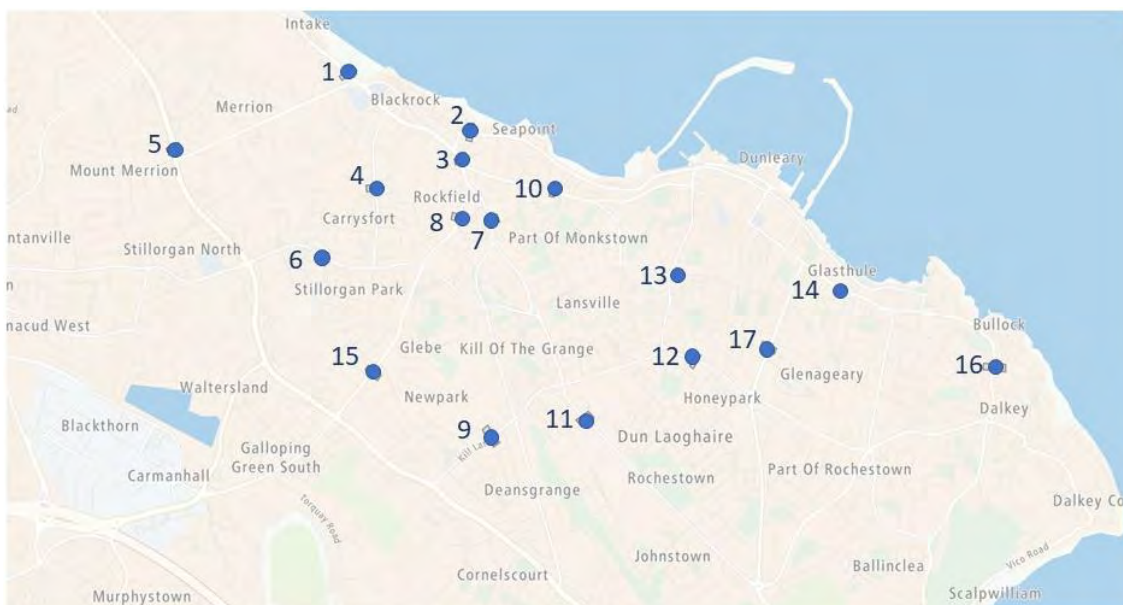 Intake
1
Blackrock
Merrion
2
Seapoint
5
Mount Merrion
3
Dunleary
4
Rockfield
10
Carrysfort
8
7
Part Of Monkstown
ntanville
Stillorgan North
6
Stillorgan Park
13
Glasthule
14
Lansville
nacud West
Bullock
15
Glebe
Kill Of The Grange
12
17
Glenageary
16
Waltersland
Newpark
Honeypark
Dalkey
Blackthorn
9
11
Dun Laoghaire
Galloping
Green South
Kill La
Carmanhall
Part Of Rochestown
Rochestown
Deansgrange
Dalkey Co
Torquay Road
Johnstown
Vico Road
Cornelscourt
Ballinclea
Murphystown
Scalpwilliam